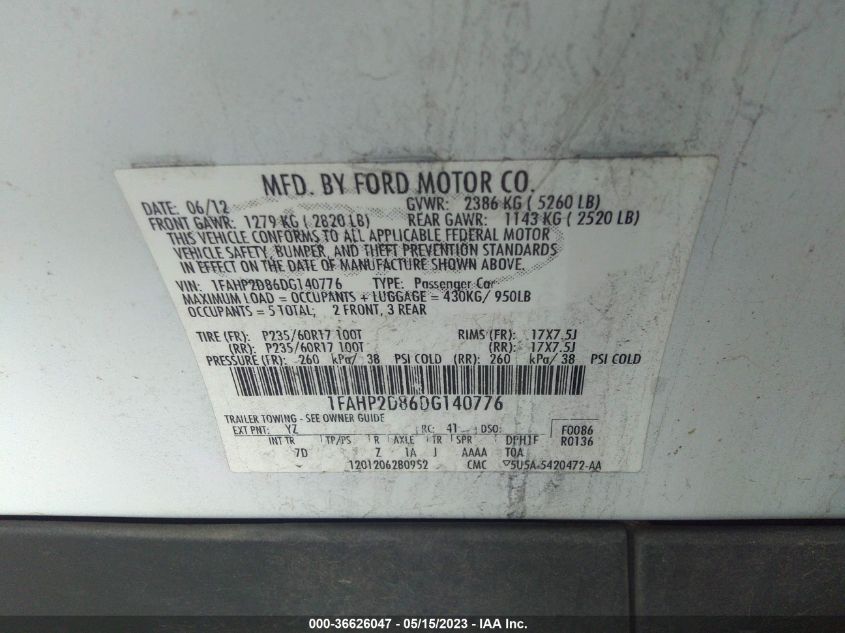 MFD. BY FORD MOTOR CO.
DATE: 06/12 GVWR: 2386 KG ( 5260 LB)
FRONT GAWR: 1279 KG ( 2820 LB) REAR GAWR: 1143 KG ( 2520 LB)
THIS VEHICLE CONFORMS TO ALL APPLICABLE FEDERAL MOTOR
VEHICLE SAFETY, BUMPER, AND THEFT PREVENTION STANDARDS
IN EFFECT ON THE DATE OF MANUFACTURE SHOWN ABOVE.
VIN: 1FAHP2D86DG140776 TYPE: Passenger Car
MAXIMUM LOAD = OCCUPANTS + LUGGAGE = 430KG/ 950LB
OCCUPANTS = 5 TOTAL; 2 FRONT, 3 REAR
TIRE (FR): P235/60R17 100T RIMS (FR): 17X7.5J
(RR): P235/60R17 100T (RR): 17X7.5J
PRESSURE (FR): 260 kPa/ 38 PSI COLD (RR): 260 kPa/ 38 PSI COLD
1FAHP2D86DG140776
TRAILER TOWING - SEE OWNER GUIDE
EXT PNT: YZ RC: 41 DSO: F0086
INT TR TP/PS R AXLE TR SPR R0136
7D Z 1A J AAAA T0A
1201206280952 CMC 5U5A-5420472-AA
000-36626047 - 05/15/2023 - IAA Inc.